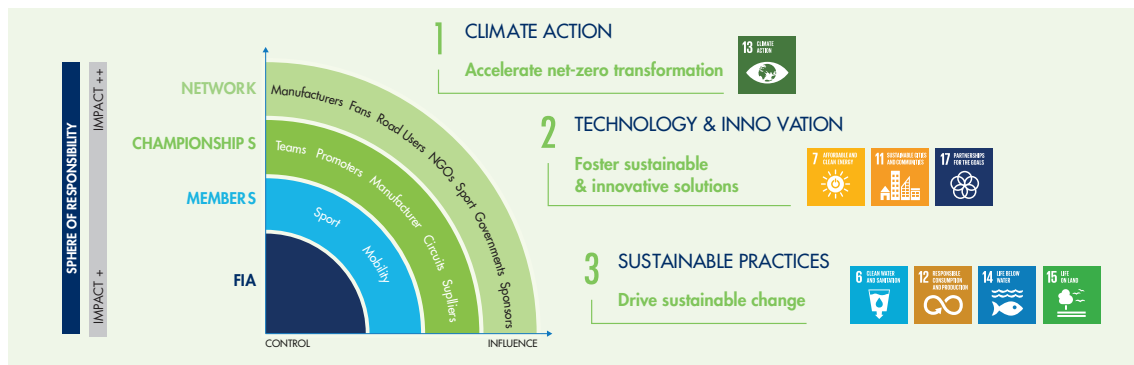 SPHERE OF RESPONSIBILITY
IMPACT ++
IMPACT +
NETWORK
CHAMPIONSHIP S
MEMBER S
FIA
Manufacturers Fans Road Users NGOs Sport Governments Sponsors
Teams Promoters Manufacturer Circuits Suplliers
Sport Mobility
CONTROL
INFLUENCE
1 CLIMATE ACTION
Accelerate net-zero transformation
13 CLIMATE
ACTION
2 TECHNOLOGY & INNO VATION
Foster sustainable
& innovative solutions
7 AFFORDABLE AND
CLEAN ENERGY
11 SUSTAINABLE CITIES
AND COMMUNITIES
17 PARTNERSHIPS
FOR THE GOALS
3 SUSTAINABLE PRACTICES
Drive sustainable change
6 CLEAN WATER
AND SANITATION
12 RESPONSIBLE
CONSUMPTION
AND PRODUCTION
14 LIFE BELOW
WATER
15 LIFE
ON LAND